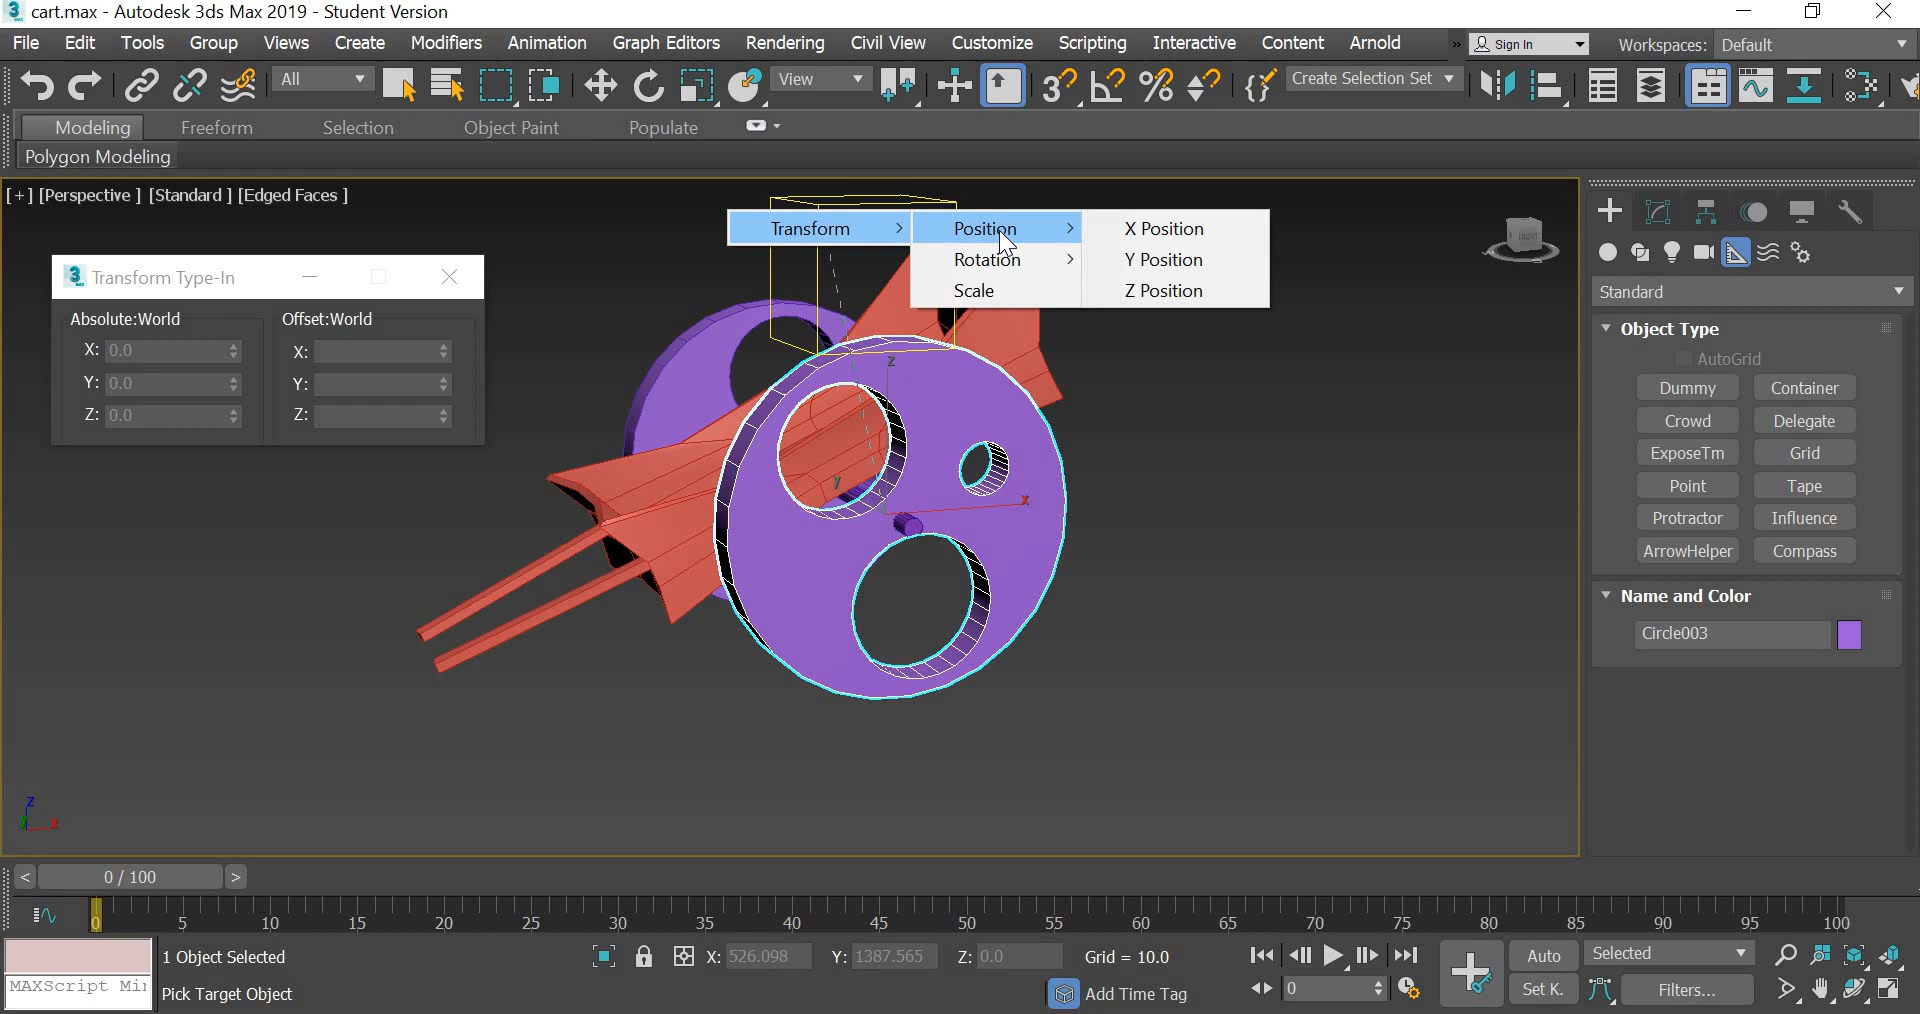 cart.max - Autodesk 3ds Max 2019 - Student Version
File Edit Tools Group Views Create Modifiers Animation Graph Editors Rendering Civil View Customize Scripting Interactive Content Arnold » Sign In Workspaces: Default
All View 3 Create Selection Set
Modeling Freeform Selection Object Paint Populate
Polygon Modeling
[+] [Perspective ] [Standard ] [Edged Faces ]
Transform Position X Position
Rotation Y Position
Scale Z Position
3 Transform Type-In
Absolute:World Offset:World
X: 0.0 X:
Y: 0.0 Y:
Z: 0.0 Z:
z
y
x
Standard
Object Type
AutoGrid
Dummy Container
Crowd Delegate
ExposeTm Grid
Point Tape
Protractor Influence
ArrowHelper Compass
Name and Color
Circle003
z
y x
< 0 / 100 >
0 5 10 15 20 25 30 35 40 45 50 55 60 65 70 75 80 85 90 95 100
1 Object Selected X: 526.098 Y: 1387.565 Z: 0.0 Grid = 10.0 Auto Selected
MAXScript Mi Pick Target Object Add Time Tag 0 Set K. Filters...